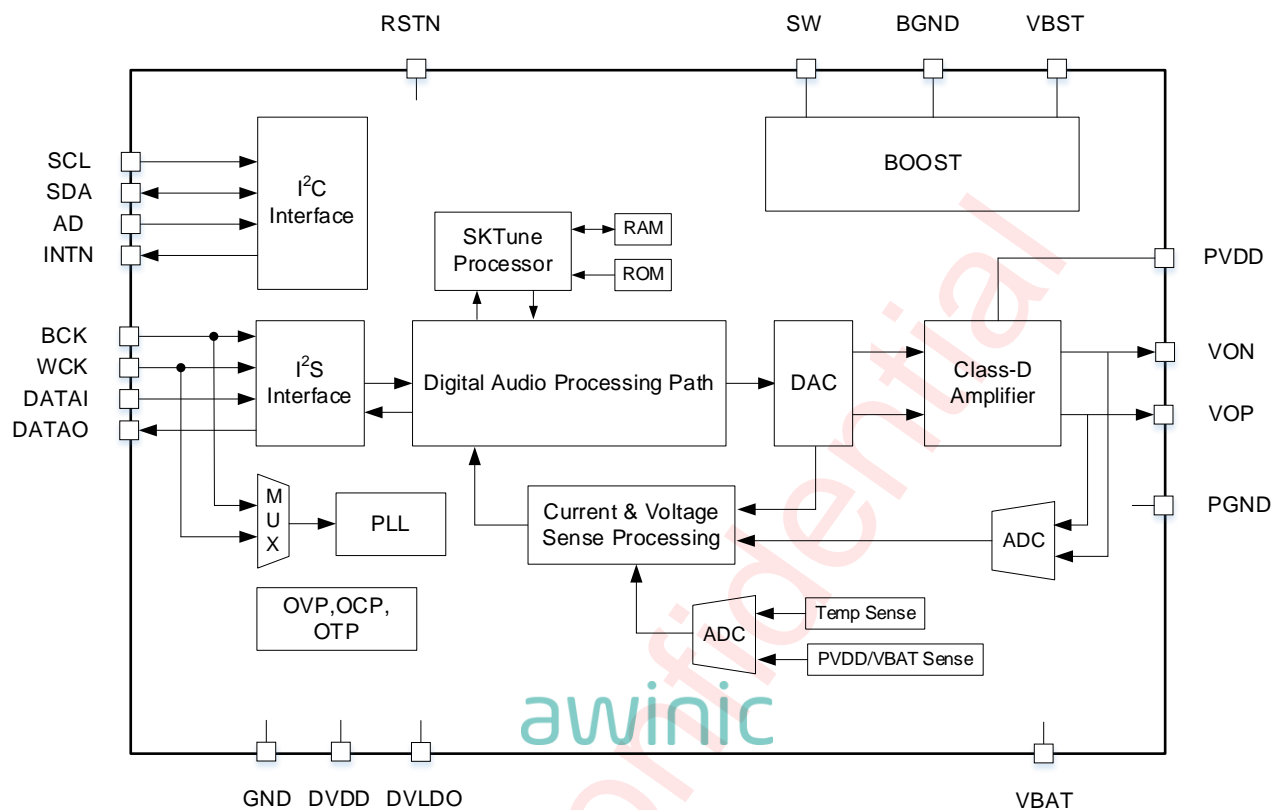 RSTN
SW
BGND
VBST
SCL
SDA
AD
INTN
I²C
Interface
BOOST
SKTune
Processor
RAM
ROM
PVDD
BCK
WCK
DATAI
DATAO
I²S
Interface
Digital Audio Processing Path
DAC
Class-D
Amplifier
VON
VOP
MUX
PLL
Current & Voltage
Sense Processing
ADC
PGND
OVP,OCP,
OTP
ADC
Temp Sense
PVDD/VBAT Sense
awinic
onfidential
GND
DVDD
DVLDO
VBAT